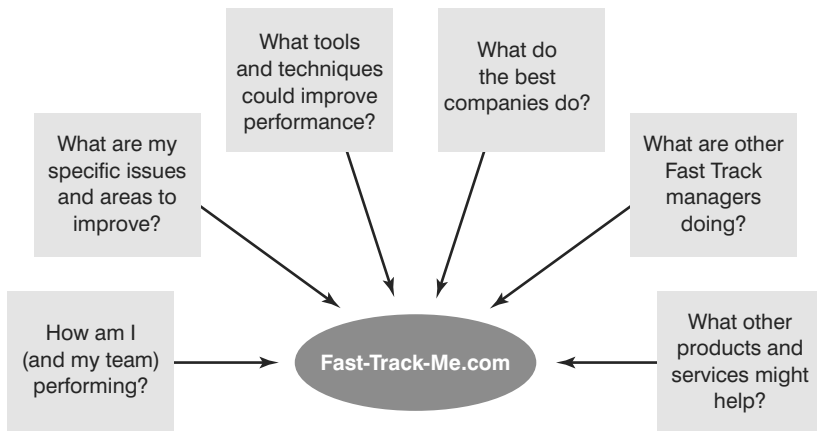 What tools
and techniques
could improve
performance?
What do
the best
companies do?
What are my
specific issues
and areas to
improve?
What are other
Fast Track
managers
doing?
How am I
(and my team)
performing?
Fast-Track-Me.com
What other
products and
services might
help?